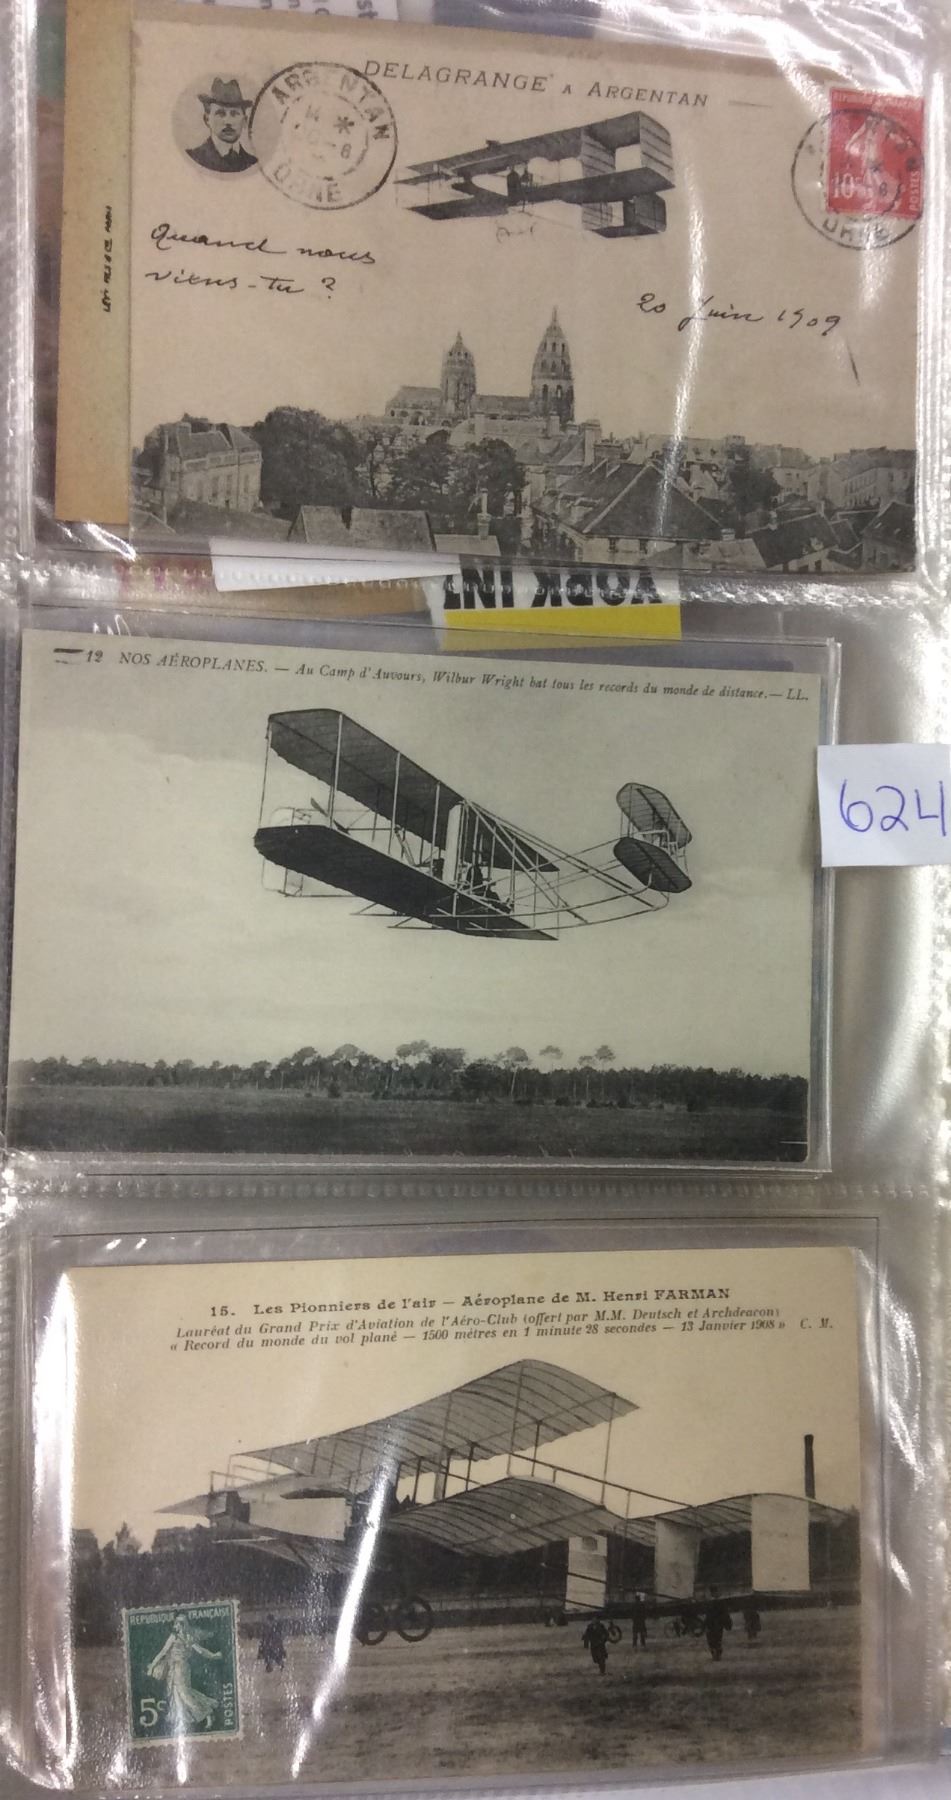 DELAGRANGE A ARGENTAN
ARGENTAN
ORNE
10c
POSTES
Quand nous
viens-tu ?
20 Juin 1909
YORK INT
12 NOS AÉROPLANES. — Au Camp d'Auvours, Wilbur Wright bat tous les records du monde de distance. — LL.
624
15. Les Pionniers de l'air — Aéroplane de M. Henri FARMAN
Lauréat du Grand Prix d'Aviation de l'Aéro-Club (offert par M.M. Deutsch et Archdeacon)
« Record du monde du vol plané — 1500 mètres en 1 minute 28 secondes — 13 Janvier 1908 » C. M.
REPUBLIQUE FRANÇAISE
5c
POSTES